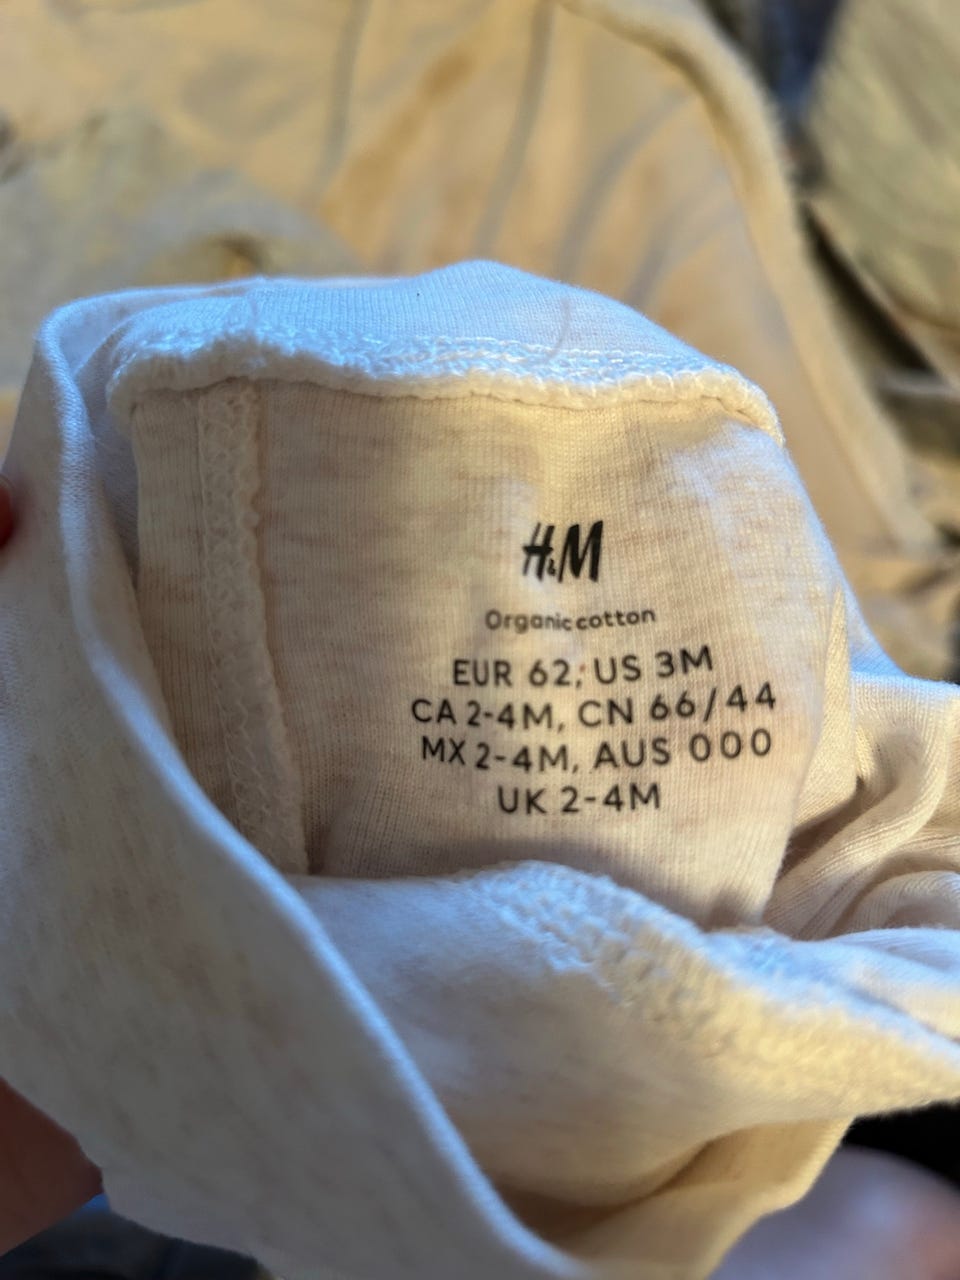 H&M
Organic cotton
EUR 62, US 3M
CA 2-4M, CN 66/44
MX 2-4M, AUS 000
UK 2-4M